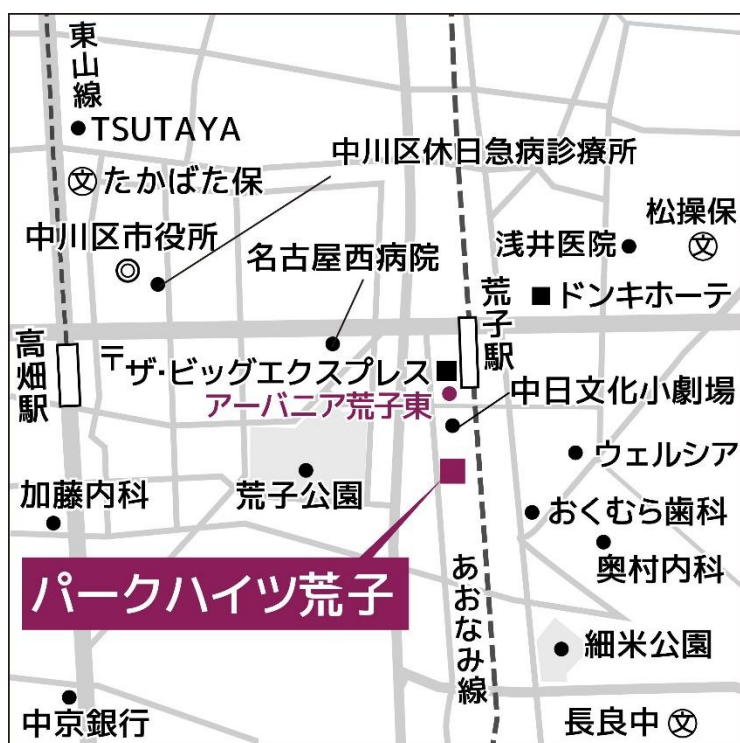 東山線
TSUTAYA
中川区休日急病診療所
文たかばた保
中川区市役所
名古屋西病院
松操保
文
浅井医院
ドンキホーテ
荒子駅
高畑駅
〒
ザ・ビッグエクスプレス
アーバニア荒子東
中日文化小劇場
ウェルシア
加藤内科
荒子公園
おくむら歯科
奥村内科
パークハイツ荒子
あおなみ線
細米公園
中京銀行
長良中文